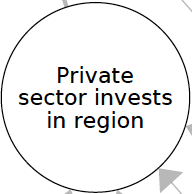 Private
sector invests
in region